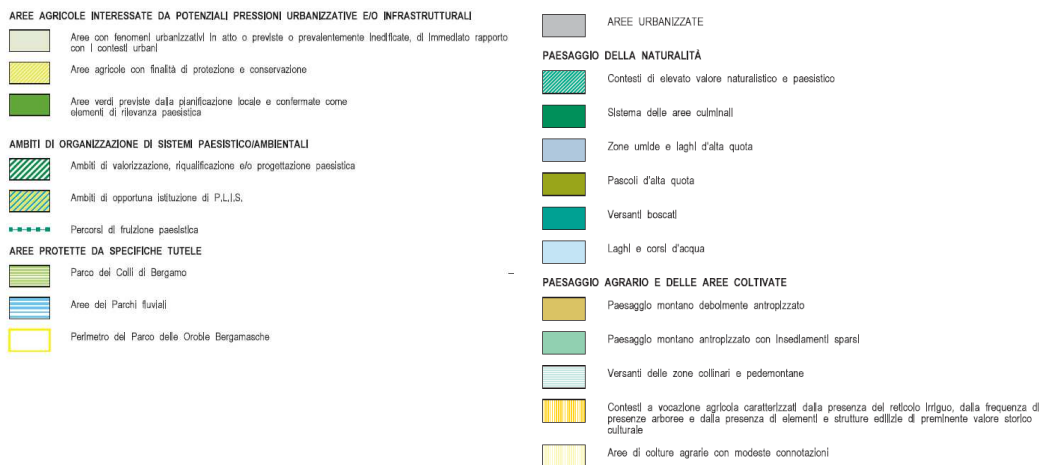 AREE AGRICOLE INTERESSATE DA POTENZIALI PRESSIONI URBANIZZATIVE E/O INFRASTRUTTURALI
Aree con fenomeni urbanizzativi in atto o previste o prevalentemente inedificate, di immediato rapporto
con i contesti urbani
Aree agricole con finalità di protezione e conservazione
Aree verdi previste dalla pianificazione locale e confermate come
elementi di rilevanza paesistica
AMBITI DI ORGANIZZAZIONE DI SISTEMI PAESISTICO/AMBIENTALI
Ambiti di valorizzazione, riqualificazione e/o progettazione paesistica
Ambiti di opportuna istituzione di P.L.I.S.
Percorsi di fruizione paesistica
AREE PROTETTE DA SPECIFICHE TUTELE
Parco dei Colli di Bergamo
Aree dei Parchi fluviali
Perimetro del Parco delle Orobie Bergamasche
AREE URBANIZZATE
PAESAGGIO DELLA NATURALITÀ
Contesti di elevato valore naturalistico e paesistico
Sistema delle aree culminali
Zone umide e laghi d'alta quota
Pascoli d'alta quota
Versanti boscati
Laghi e corsi d'acqua
PAESAGGIO AGRARIO E DELLE AREE COLTIVATE
Paesaggio montano debolmente antropizzato
Paesaggio montano antropizzato con insediamenti sparsi
Versanti delle zone collinari e pedemontane
Contesti a vocazione agricola caratterizzati dalla presenza del reticolo irriguo, dalla frequenza di
presenze arboree e dalla presenza di elementi e strutture edilizie di preminente valore storico
culturale
Aree di colture agrarie con modeste connotazioni